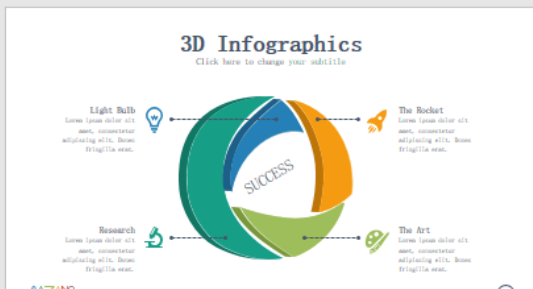 3D Infographics
Click here to change your subtitle
Light Bulb
Lorem ipsum dolor sit
amet, consectetur
adipiscing elit. Donec
fringilla erat.
The Rocket
Lorem ipsum dolor sit
amet, consectetur
adipiscing elit. Donec
fringilla erat.
SUCCESS
Research
Lorem ipsum dolor sit
amet, consectetur
adipiscing elit. Donec
fringilla erat.
The Art
Lorem ipsum dolor sit
amet, consectetur
adipiscing elit. Donec
fringilla erat.